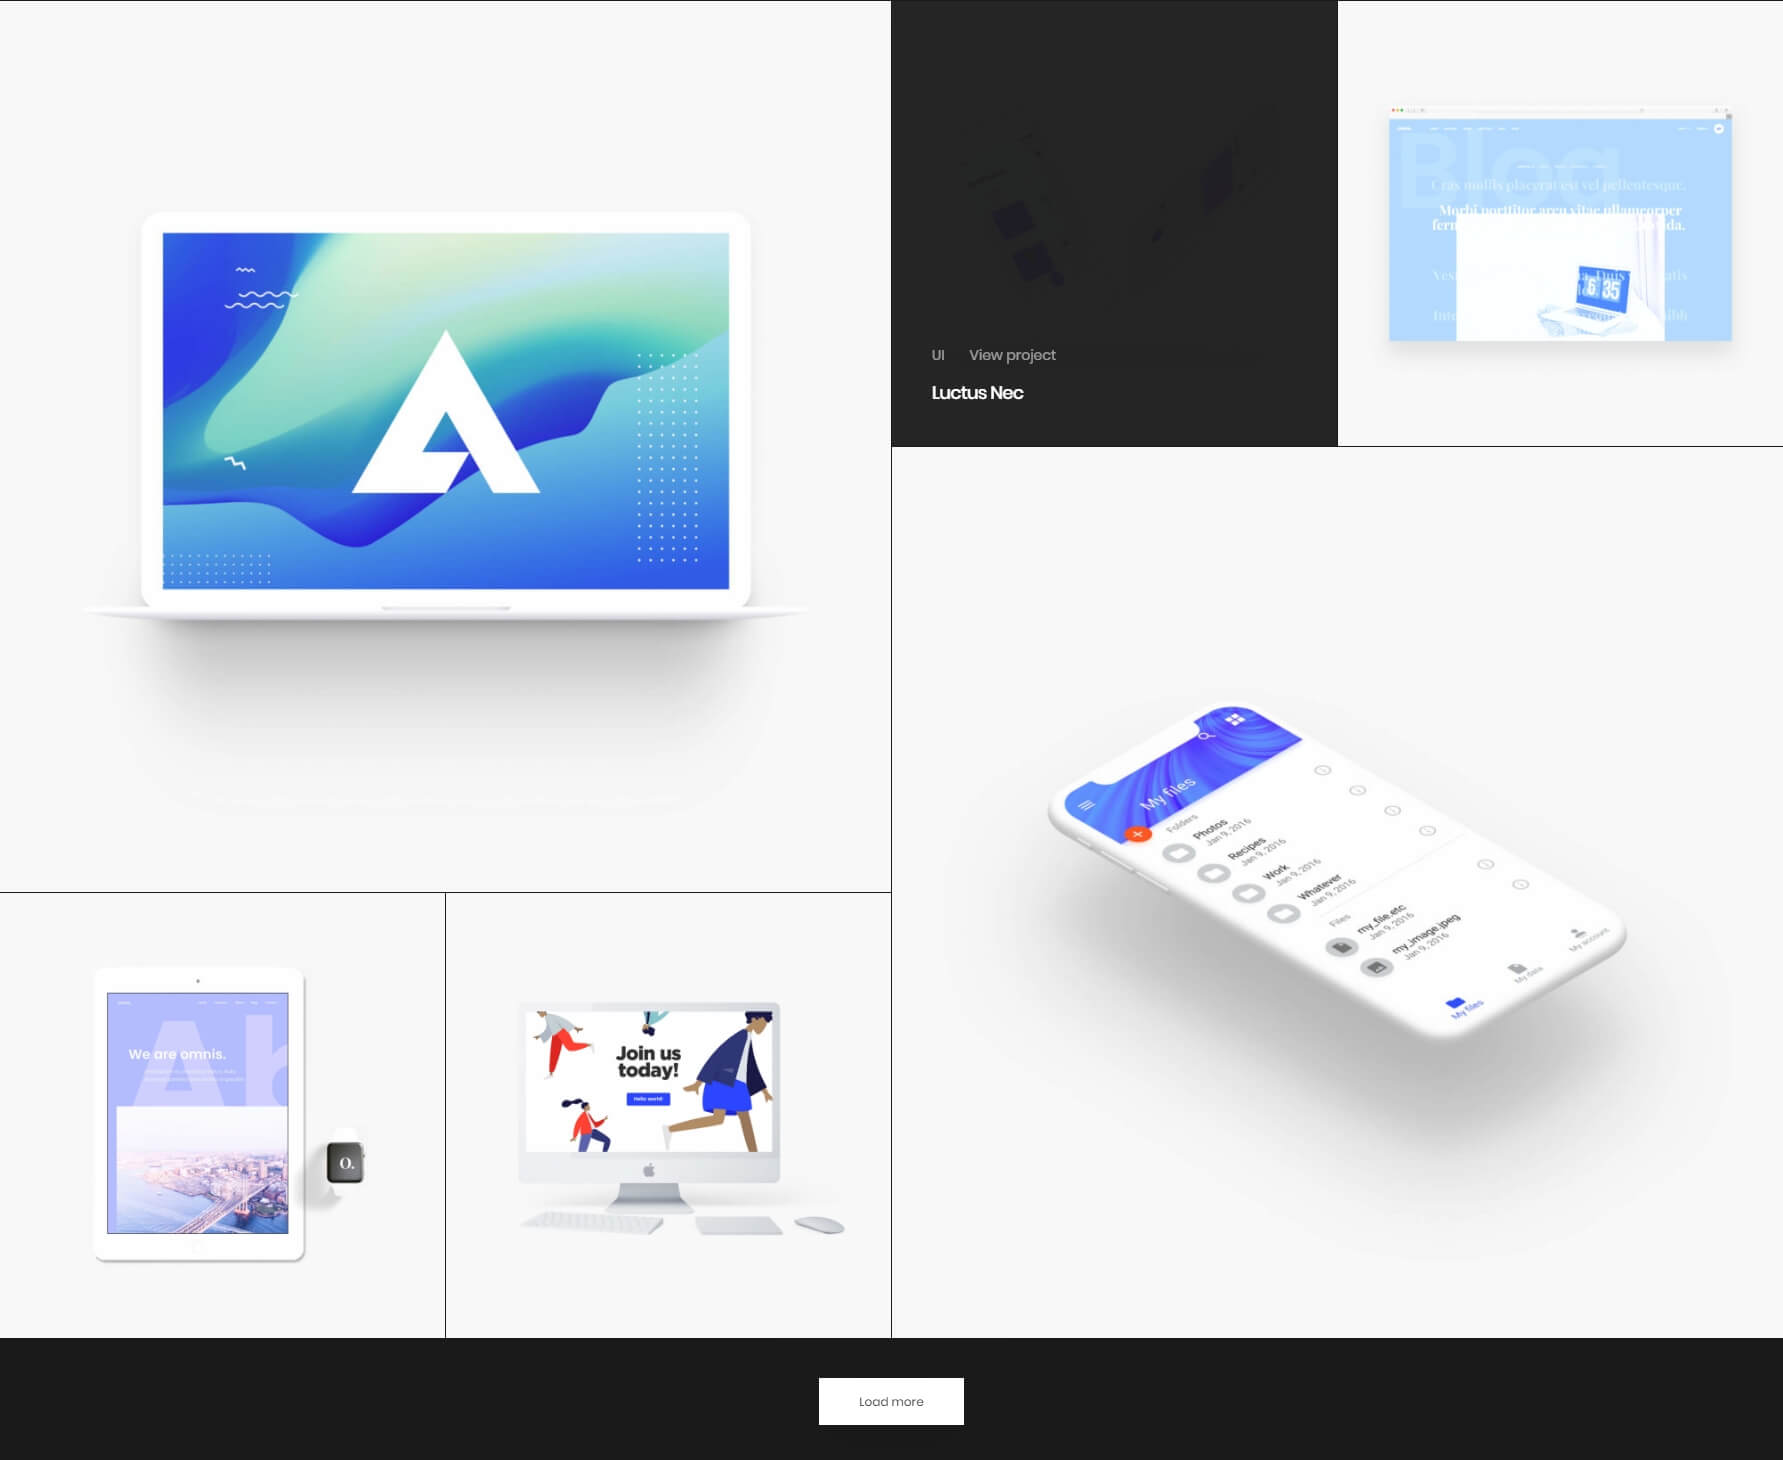 UI View project
Luctus Nec
Blog
Cras mollis placerat est vel pellentesque.
Morbi porttitor arcu vitae ullamcorper
My files
Folders
Photos
Jan 9, 2016
Recipes
Jan 9, 2016
Work
Jan 9, 2016
Whatever
Jan 9, 2016
Files
my_file.etc
Jan 9, 2016
my_image.jpeg
Jan 9, 2016
My files
My data
My account
Ab
We are omnis.
O.
Join us
today!
Hello world!
6 35
Load more